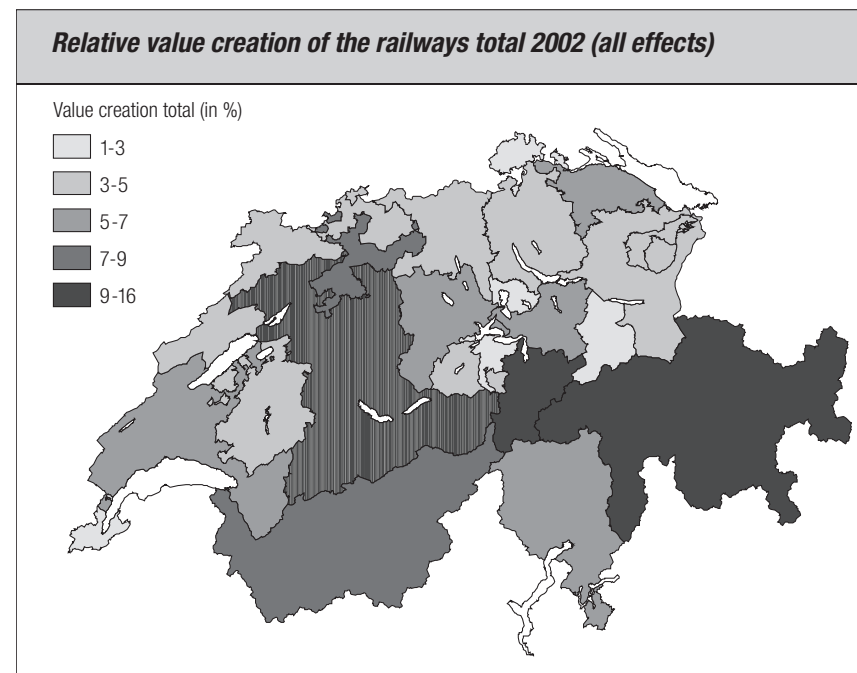 Relative value creation of the railways total 2002 (all effects)
Value creation total (in %)
1-3
3-5
5-7
7-9
9-16